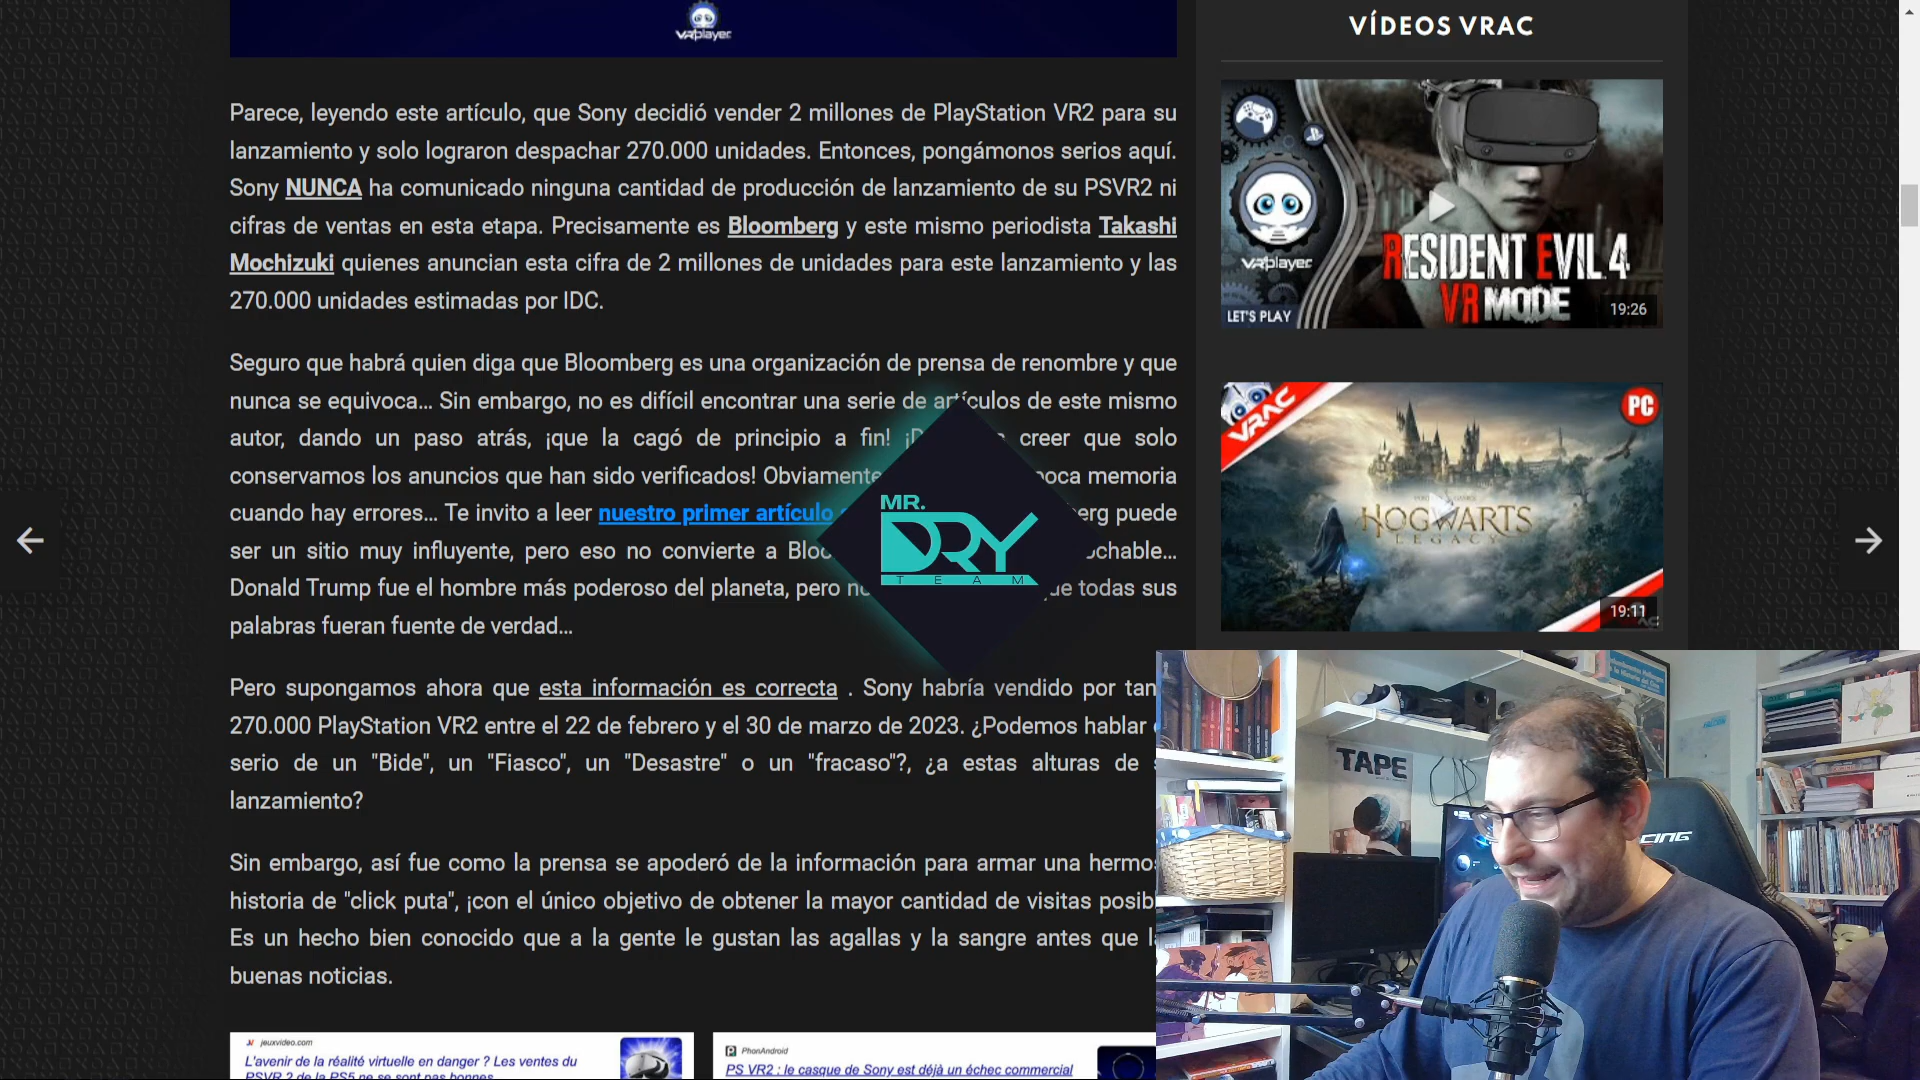 VRplayer
Parece, leyendo este artículo, que Sony decidió vender 2 millones de PlayStation VR2 para su
lanzamiento y solo lograron despachar 270.000 unidades. Entonces, pongámonos serios aquí.
Sony NUNCA ha comunicado ninguna cantidad de producción de lanzamiento de su PSVR2 ni
cifras de ventas en esta etapa. Precisamente es Bloomberg y este mismo periodista Takashi
Mochizuki quienes anuncian esta cifra de 2 millones de unidades para este lanzamiento y las
270.000 unidades estimadas por IDC.
Seguro que habrá quien diga que Bloomberg es una organización de prensa de renombre y que
nunca se equivoca... Sin embargo, no es difícil encontrar una serie de artículos de este mismo
autor, dando un paso atrás, ¡que la cagó de principio a fin! creer que solo
conservamos los anuncios que han sido verificados! Obviamente poca memoria
cuando hay errores... Te invito a leer nuestro primer artículo puede
ser un sitio muy influyente, pero eso no convierte a
Donald Trump fue el hombre más poderoso del planeta, pero todas sus
palabras fueran fuente de verdad...
MR.
DRY
TEAM
Pero supongamos ahora que esta información es correcta . Sony habría vendido por
270.000 PlayStation VR2 entre el 22 de febrero y el 30 de marzo de 2023. ¿Podemos hablar
serio de un "Bide", un "Fiasco", un "Desastre" o un "fracaso"?, ¿a estas alturas de
lanzamiento?
Sin embargo, así fue como la prensa se apoderó de la información para armar una
historia de "click puta", ¡con el único objetivo de obtener la mayor cantidad de visitas
Es un hecho bien conocido que a la gente le gustan las agallas y la sangre antes que
buenas noticias.
jeuxvideo.com
L'avenir de la réalité virtuelle en danger ? Les ventes du
PSVR 2 de la PS5 ne se sont pas bonnes
PhonAndroid
PS VR2 : le casque de Sony est déjà un échec commercial
VÍDEOS VRAC
VRplayer
LET'S PLAY
RESIDENT EVIL 4
VR MODE
19:26
VRAC
PC
HOGWARTS
LEGACY
19:11
TAPE
CING